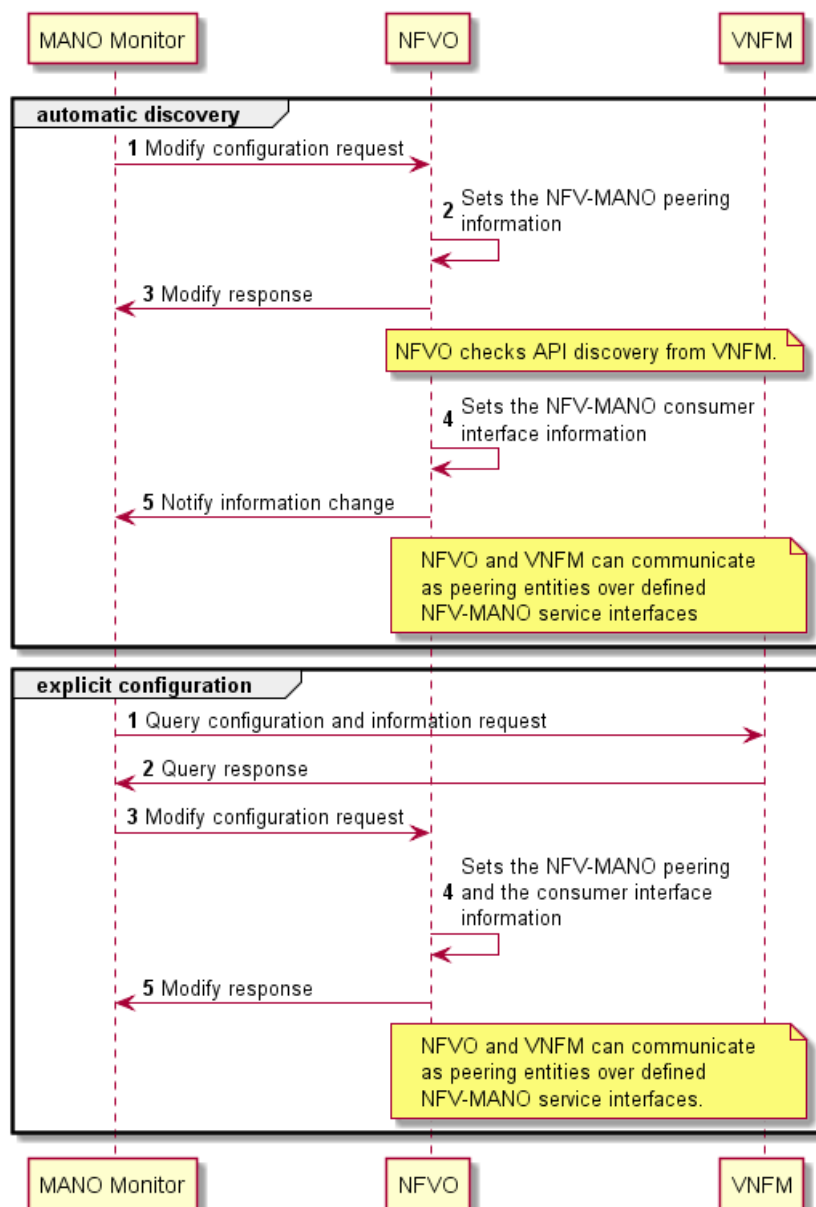 MANO Monitor
NFVO
VNFM
automatic discovery
1 Modify configuration request
Sets the NFV-MANO peering
2
information
3 Modify response
NFVO checks API discovery from VNFM.
Sets the NFV-MANO consumer
4
interface information
5 Notify information change
NFVO and VNFM can communicate
as peering entities over defined
NFV-MANO service interfaces
explicit configuration
1 Query configuration and information request
2 Query response
3 Modify configuration request
Sets the NFV-MANO peering
4 and the consumer interface
information
5 Modify response
NFVO and VNFM can communicate
as peering entities over defined
NFV-MANO service interfaces.
MANO Monitor
NFVO
VNFM